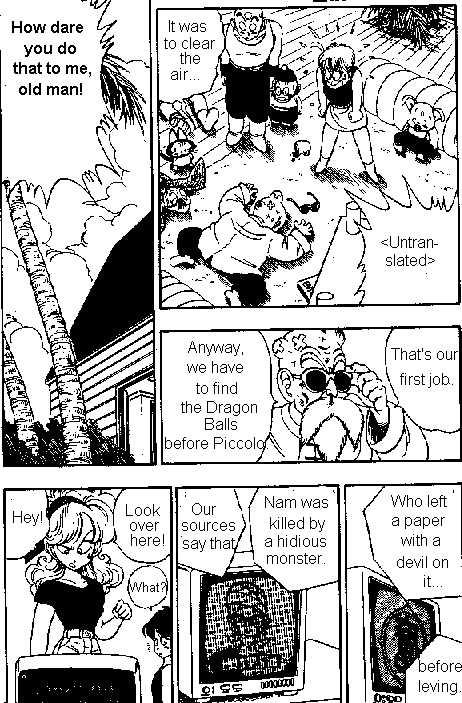 How dare
you do
that to me,
old man!
It was
to clear
the
air...
<Untran-
slated>
Anyway,
we have
to find
the Dragon
Balls
before Piccolo
That's our
first job.
Hey!
Look
over
here!
What?
Our
sources
say that
Nam was
killed by
a hidious
monster.
Who left
a paper
with a
devil on
it...
before
leving.